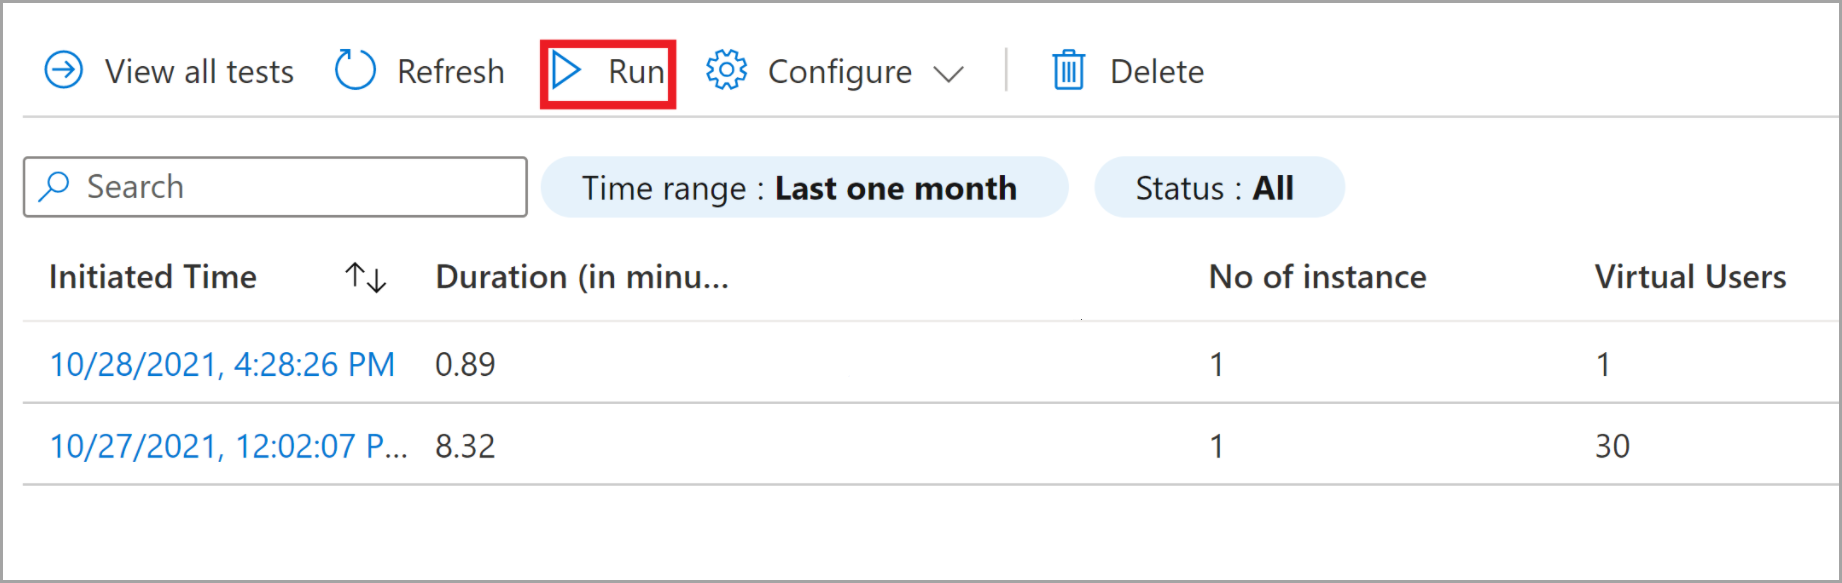 View all tests Refresh Run Configure Delete
Search Time range : Last one month Status : All
Initiated Time Duration (in minu... No of instance Virtual Users
10/28/2021, 4:28:26 PM 0.89 1 1
10/27/2021, 12:02:07 P... 8.32 1 30